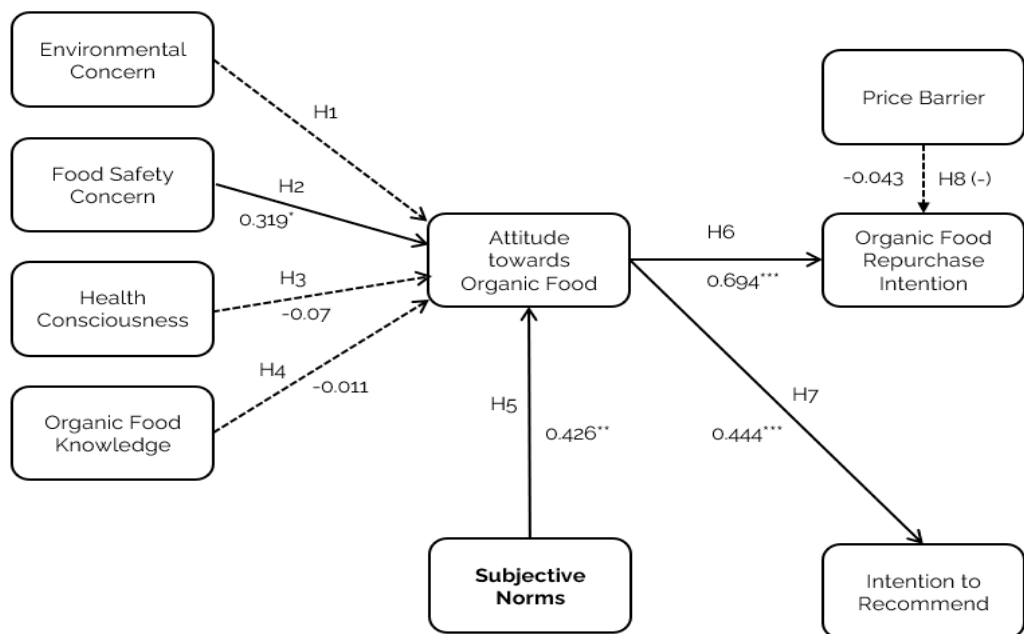 Environmental
Concern
H1
Price Barrier
Food Safety
Concern
H2
0.319*
-0.043
H8 (-)
Attitude
towards
Organic Food
H6
0.694***
Organic Food
Repurchase
Intention
Health
Consciousness
H3
-0.07
H4
-0.011
Organic Food
Knowledge
H5
0.426**
H7
0.444***
Subjective
Norms
Intention to
Recommend